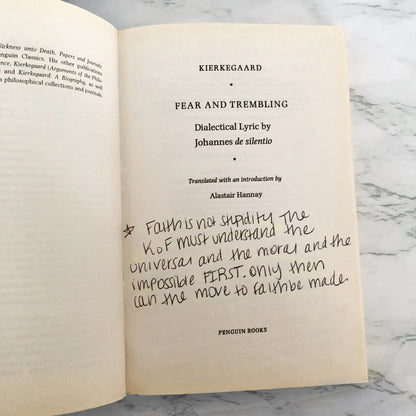 Sickness unto Death, Papers and Journals
nguin Classics. His other publications
ence, Kierkegaard (Arguments of the Phila-
e and Kierkegaard: A Biography, as well
n philosophical collections and journals.
KIERKEGAARD
•
FEAR AND TREMBLING
Dialectical Lyric by
Johannes de silentio
•
Translated with an introduction by
Alastair Hannay
* Faith is not stupidity. The
KoF must understand the
universal and the moral and the
impossible FIRST. Only then
can the move to faith be made.
PENGUIN BOOKS